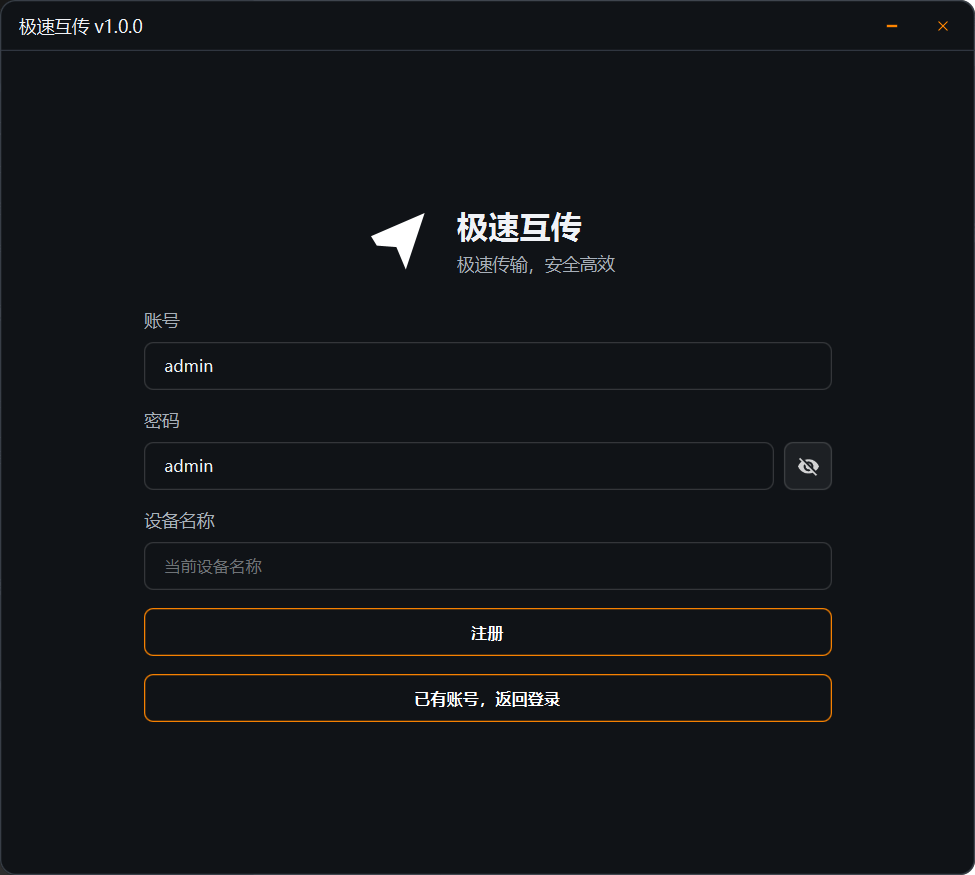 极速互传 v1.0.0
极速互传
极速传输，安全高效
账号
admin
密码
admin
设备名称
当前设备名称
注册
已有账号，返回登录